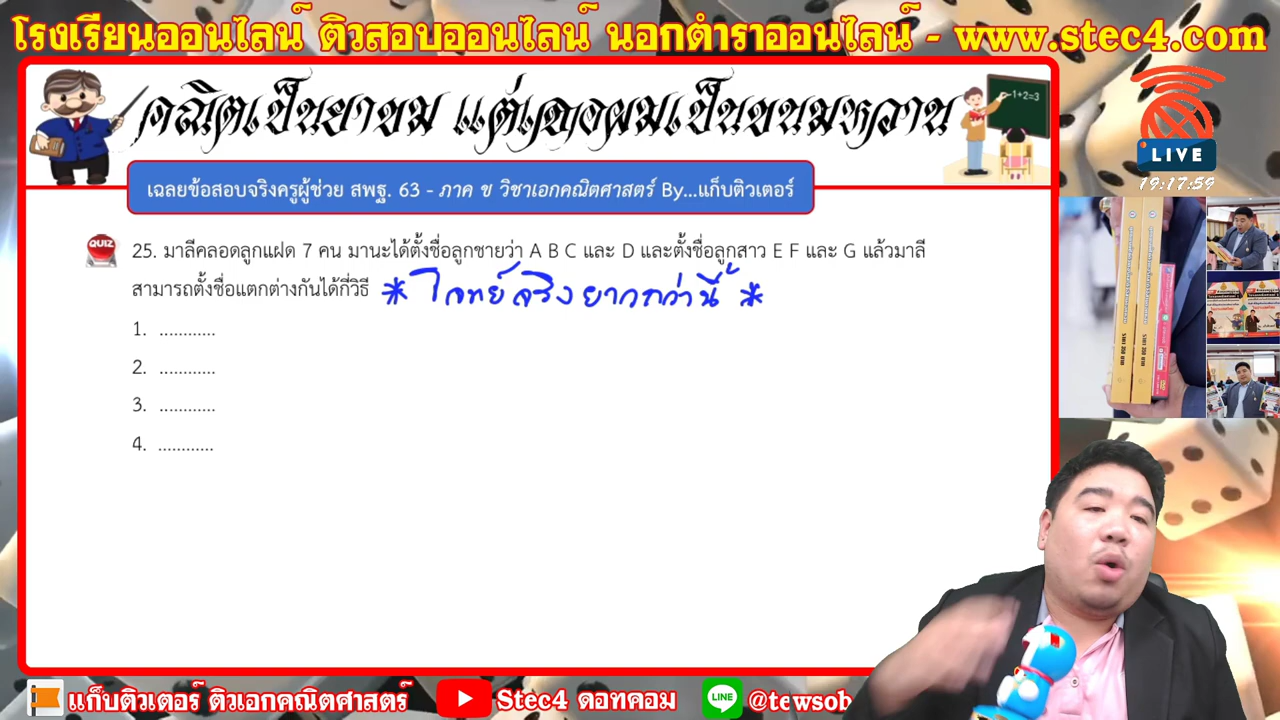 โรงเรียนออนไลน์ ติวสอบออนไลน์ นอกตำราออนไลน์ - www.stec4.com
คณิตเป็นยาขม แต่เจอผมเป็นขนมหวาน
1+2=3
LIVE
19:17:59
เฉลยข้อสอบจริงครูผู้ช่วย สพฐ. 63 - ภาค ข วิชาเอกคณิตศาสตร์ By...แก็บติวเตอร์
QUIZ
25. มาลีคลอดลูกแฝด 7 คน มานะได้ตั้งชื่อลูกชายว่า A B C และ D และตั้งชื่อลูกสาว E F และ G แล้วมาลี
สามารถตั้งชื่อแตกต่างกันได้กี่วิธี * โจทย์จริงยาวกว่านี้ *
1. ............
2. ............
3. ............
4. ............
แก็บติวเตอร์ ติวเอกคณิตศาสตร์ Stec4 ดอทคอม LINE @tewsob